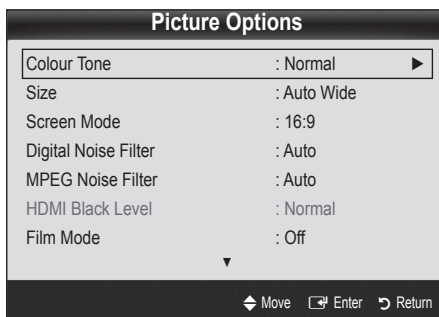 Picture Options
Colour Tone : Normal ▶
Size : Auto Wide
Screen Mode : 16:9
Digital Noise Filter : Auto
MPEG Noise Filter : Auto
HDMI Black Level : Normal
Film Mode : Off
▼
Move Enter Return